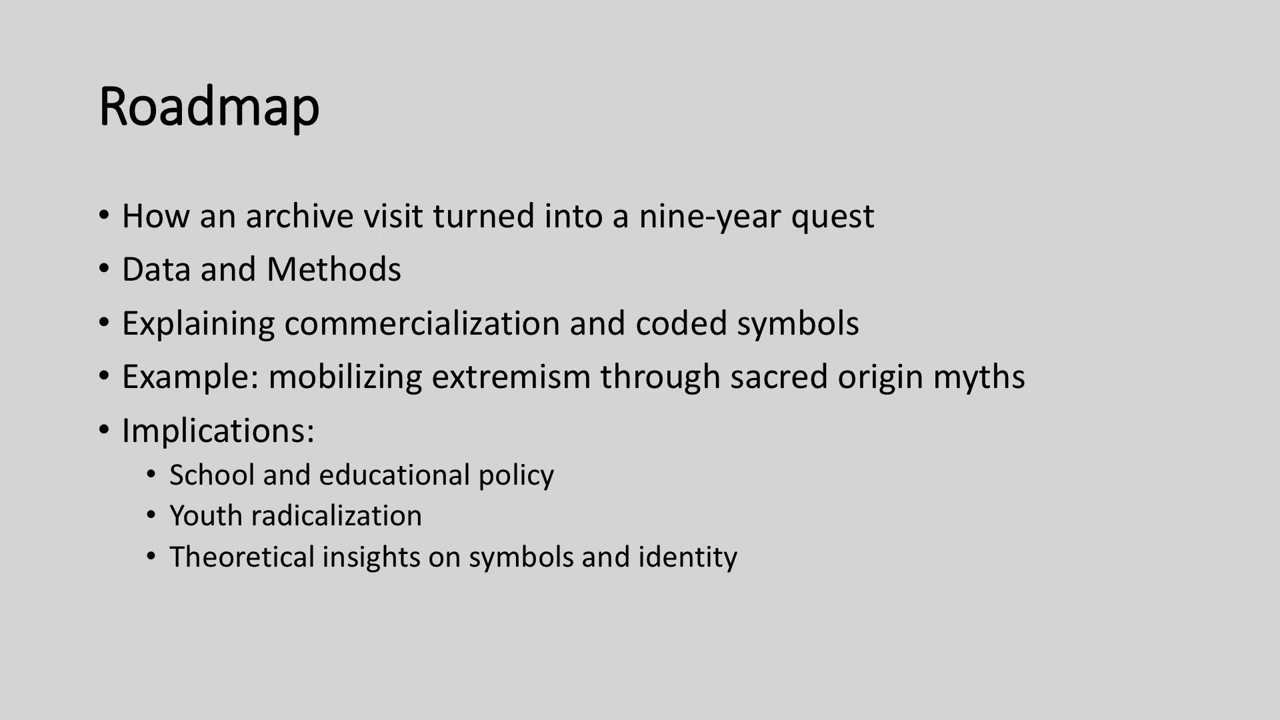 Roadmap
• How an archive visit turned into a nine-year quest
• Data and Methods
• Explaining commercialization and coded symbols
• Example: mobilizing extremism through sacred origin myths
• Implications:
• School and educational policy
• Youth radicalization
• Theoretical insights on symbols and identity